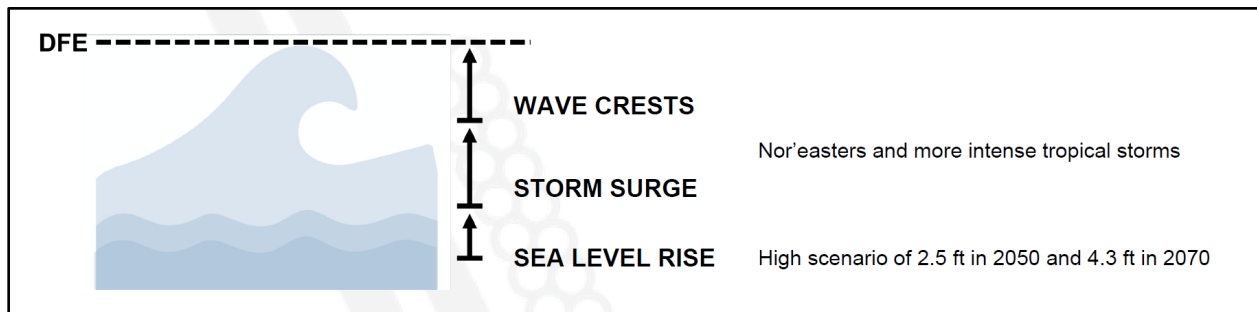 DFE
WAVE CRESTS
Nor'easters and more intense tropical storms
STORM SURGE
SEA LEVEL RISE
High scenario of 2.5 ft in 2050 and 4.3 ft in 2070